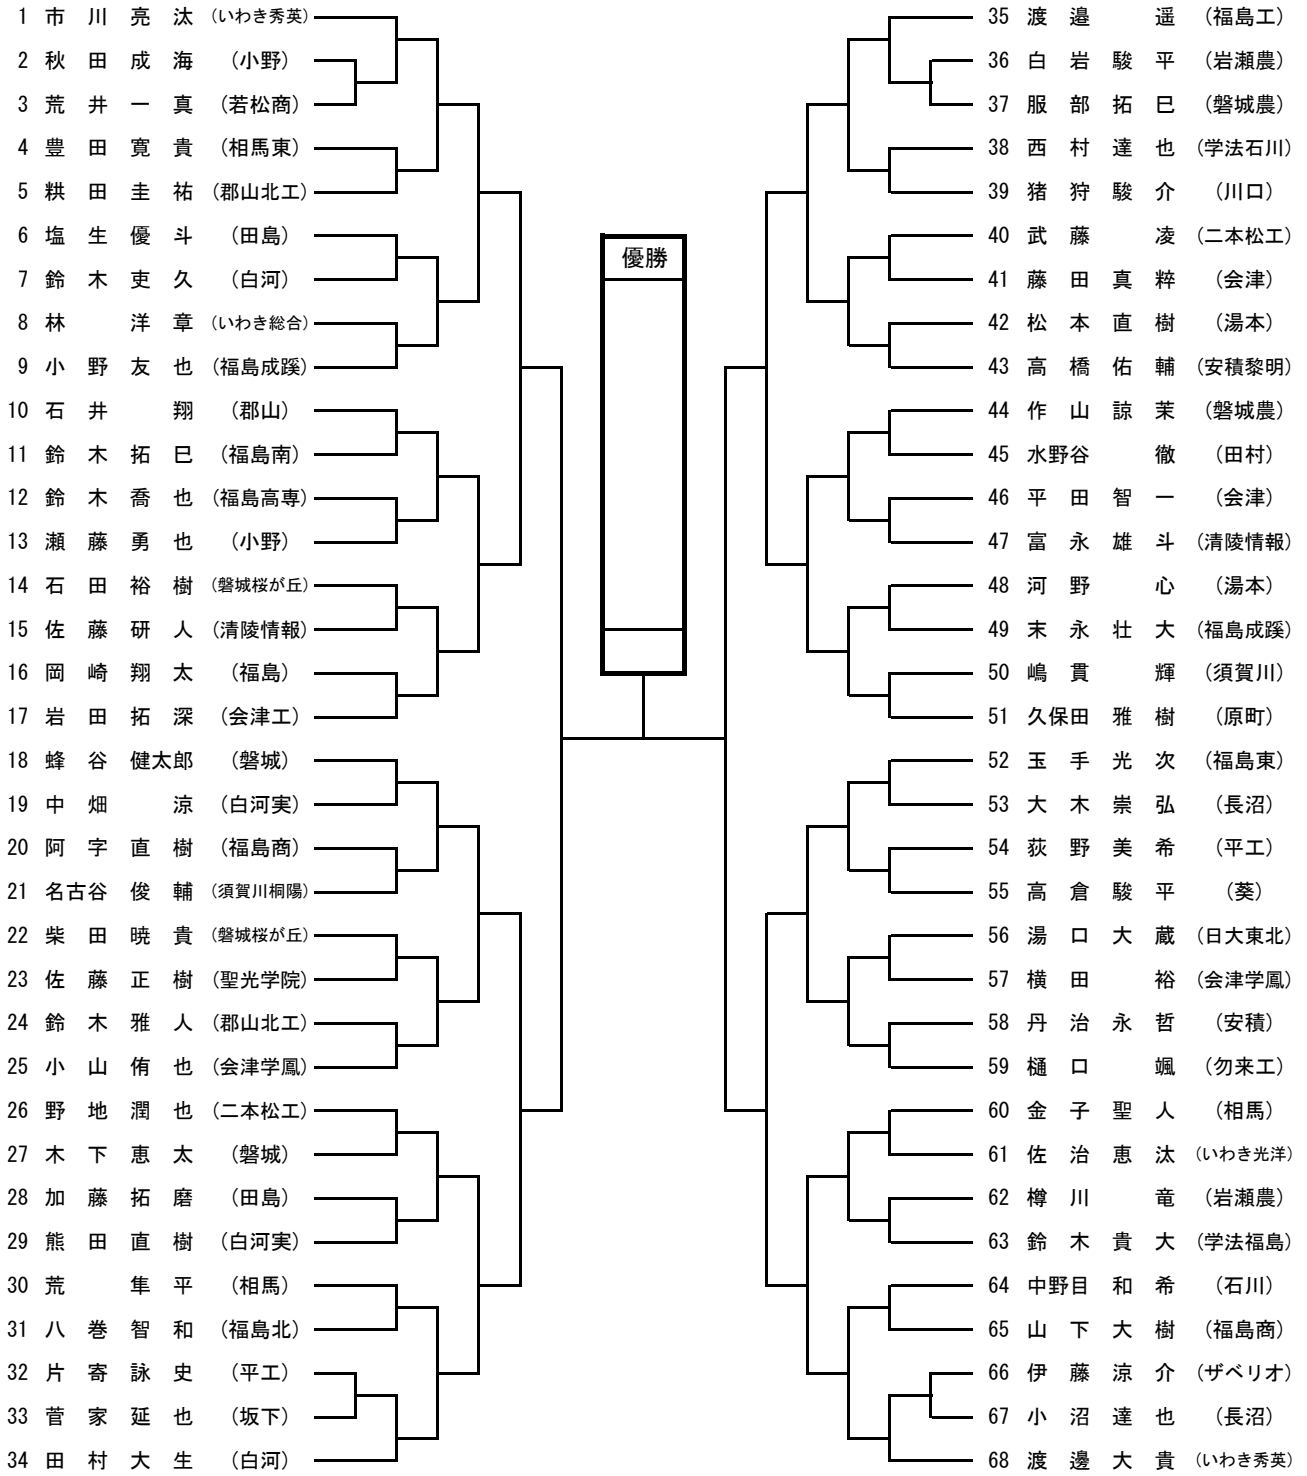 1 市川亮汰 (いわき秀英)
2 秋田成海 (小野)
3 荒井一真 (若松商)
4 豊田寛貴 (相馬東)
5 粠田圭祐 (郡山北工)
6 塩生優斗 (田島)
7 鈴木吏久 (白河)
8 林洋章 (いわき総合)
9 小野友也 (福島成蹊)
10 石井翔 (郡山)
11 鈴木拓巳 (福島南)
12 鈴木喬也 (福島高専)
13 瀬藤勇也 (小野)
14 石田裕樹 (磐城桜が丘)
15 佐藤研人 (清陵情報)
16 岡崎翔太 (福島)
17 岩田拓深 (会津工)
18 蜂谷健太郎 (磐城)
19 中畑涼 (白河実)
20 阿字直樹 (福島商)
21 名古谷俊輔 (須賀川桐陽)
22 柴田暁貴 (磐城桜が丘)
23 佐藤正樹 (聖光学院)
24 鈴木雅人 (郡山北工)
25 小山侑也 (会津学鳳)
26 野地潤也 (二本松工)
27 木下恵太 (磐城)
28 加藤拓磨 (田島)
29 熊田直樹 (白河実)
30 荒隼平 (相馬)
31 八巻智和 (福島北)
32 片寄詠史 (平工)
33 菅家延也 (坂下)
34 田村大生 (白河)
優勝
35 渡邉遥 (福島工)
36 白岩駿平 (岩瀬農)
37 服部拓巳 (磐城農)
38 西村達也 (学法石川)
39 猪狩駿介 (川口)
40 武藤凌 (二本松工)
41 藤田真粋 (会津)
42 松本直樹 (湯本)
43 高橋佑輔 (安積黎明)
44 作山諒茉 (磐城農)
45 水野谷徹 (田村)
46 平田智一 (会津)
47 富永雄斗 (清陵情報)
48 河野心 (湯本)
49 末永壮大 (福島成蹊)
50 嶋貫輝 (須賀川)
51 久保田雅樹 (原町)
52 玉手光次 (福島東)
53 大木崇弘 (長沼)
54 荻野美希 (平工)
55 高倉駿平 (葵)
56 湯口大蔵 (日大東北)
57 横田裕 (会津学鳳)
58 丹治永哲 (安積)
59 樋口颯 (勿来工)
60 金子聖人 (相馬)
61 佐治恵汰 (いわき光洋)
62 樽川竜 (岩瀬農)
63 鈴木貴大 (学法福島)
64 中野目和希 (石川)
65 山下大樹 (福島商)
66 伊藤涼介 (ザベリオ)
67 小沼達也 (長沼)
68 渡邊大貴 (いわき秀英)